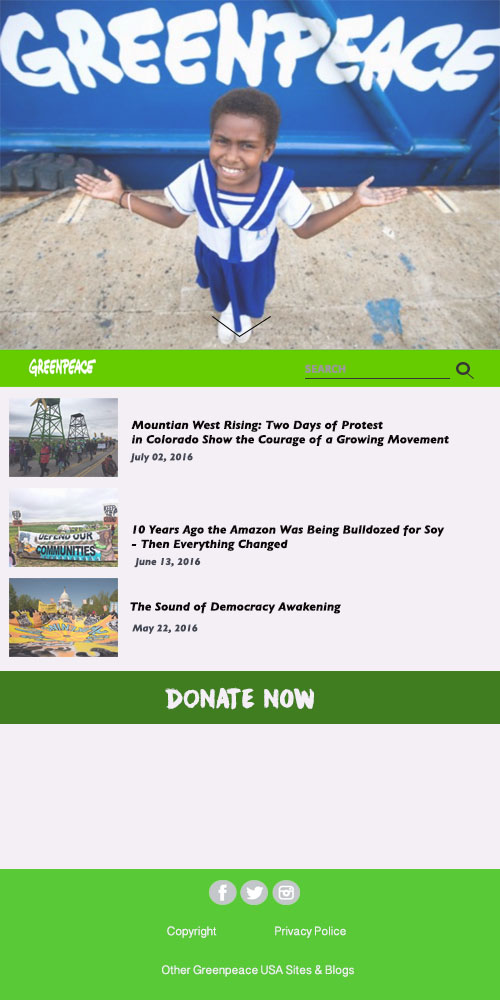 GREENPEACE
GREENPEACE
SEARCH
Mountian West Rising: Two Days of Protest
in Colorado Show the Courage of a Growing Movement
July 02, 2016
DEFEND OUR
COMMUNITIES
10 Years Ago the Amazon Was Being Bulldozed for Soy
- Then Everything Changed
June 13, 2016
The Sound of Democracy Awakening
May 22, 2016
DONATE NOW
Copyright
Privacy Police
Other Greenpeace USA Sites & Blogs